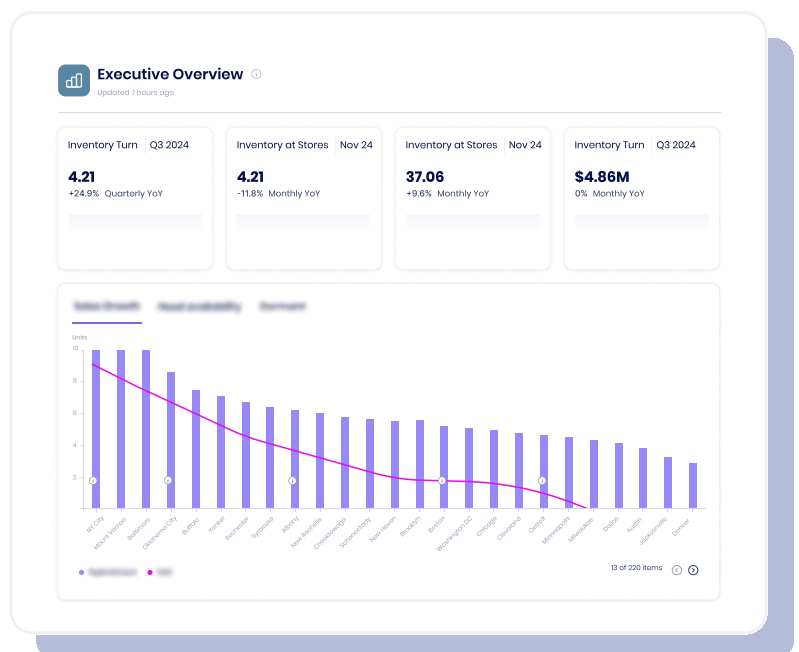 Executive Overview
Updated 7 hours ago
Inventory Turn Q3 2024
4.21
+24.9% Quarterly YoY
Inventory at Stores Nov 24
4.21
-11.8% Monthly YoY
Inventory at Stores Nov 24
37.06
+9.6% Monthly YoY
Inventory Turn Q3 2024
$4.86M
0% Monthly YoY
Sales Growth
Dormant
Units
10
8
6
4
2
NY City
Mount Vernon
Baltimore
Oklahoma City
Buffalo
Yonker
Rochester
Syracuse
Albany
New Rochelle
Cheektowaga
Schenectady
New Haven
Brooklyn
Boston
Washington DC
Chicago
Cleveland
Detroit
Minneapolis
Milwaukee
Dallas
Austin
Jacksonville
Denver
13 of 220 items